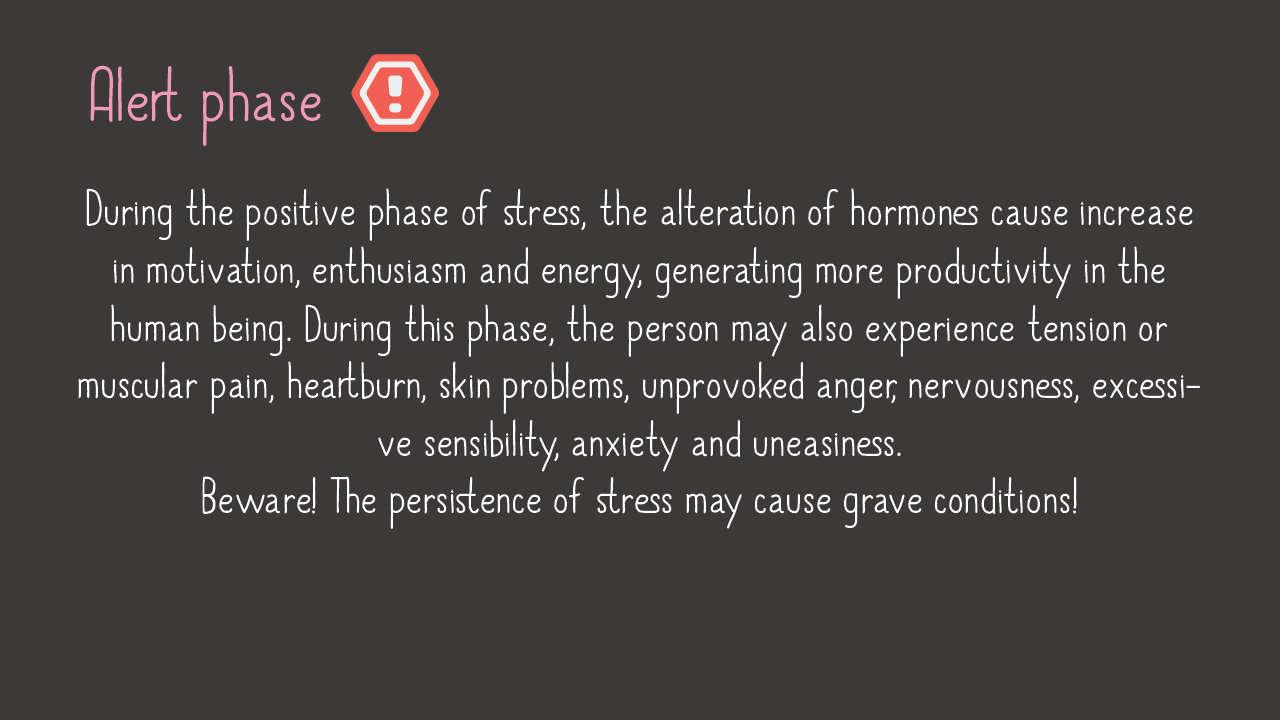 Alert phase
During the positive phase of stress, the alteration of hormones cause increase
in motivation, enthusiasm and energy, generating more productivity in the
human being. During this phase, the person may also experience tension or
muscular pain, heartburn, skin problems, unprovoked anger, nervousness, excessi-
ve sensibility, anxiety and uneasiness.
Beware! The persistence of stress may cause grave conditions!